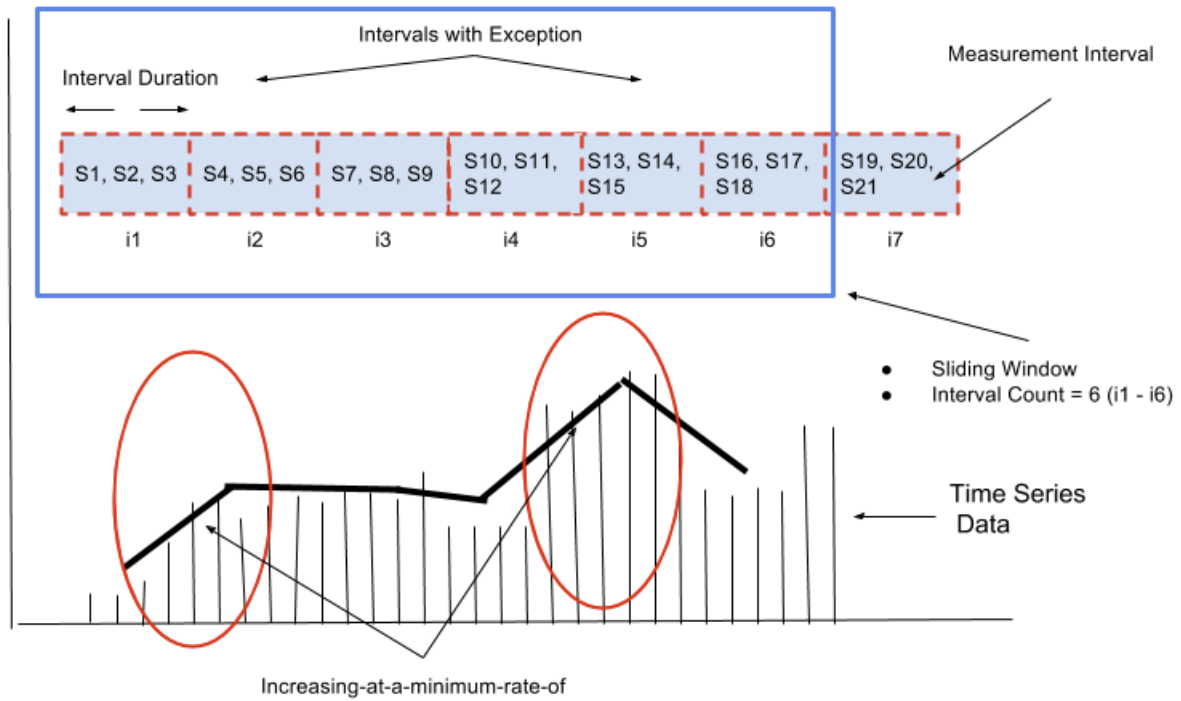 Intervals with Exception
Measurement Interval
Interval Duration
S1, S2, S3
S4, S5, S6
S7, S8, S9
S10, S11,
S12
S13, S14,
S15
S16, S17,
S18
S19, S20,
S21
i1
i2
i3
i4
i5
i6
i7
● Sliding Window
● Interval Count = 6 (i1 - i6)
Time Series
Data
Increasing-at-a-minimum-rate-of